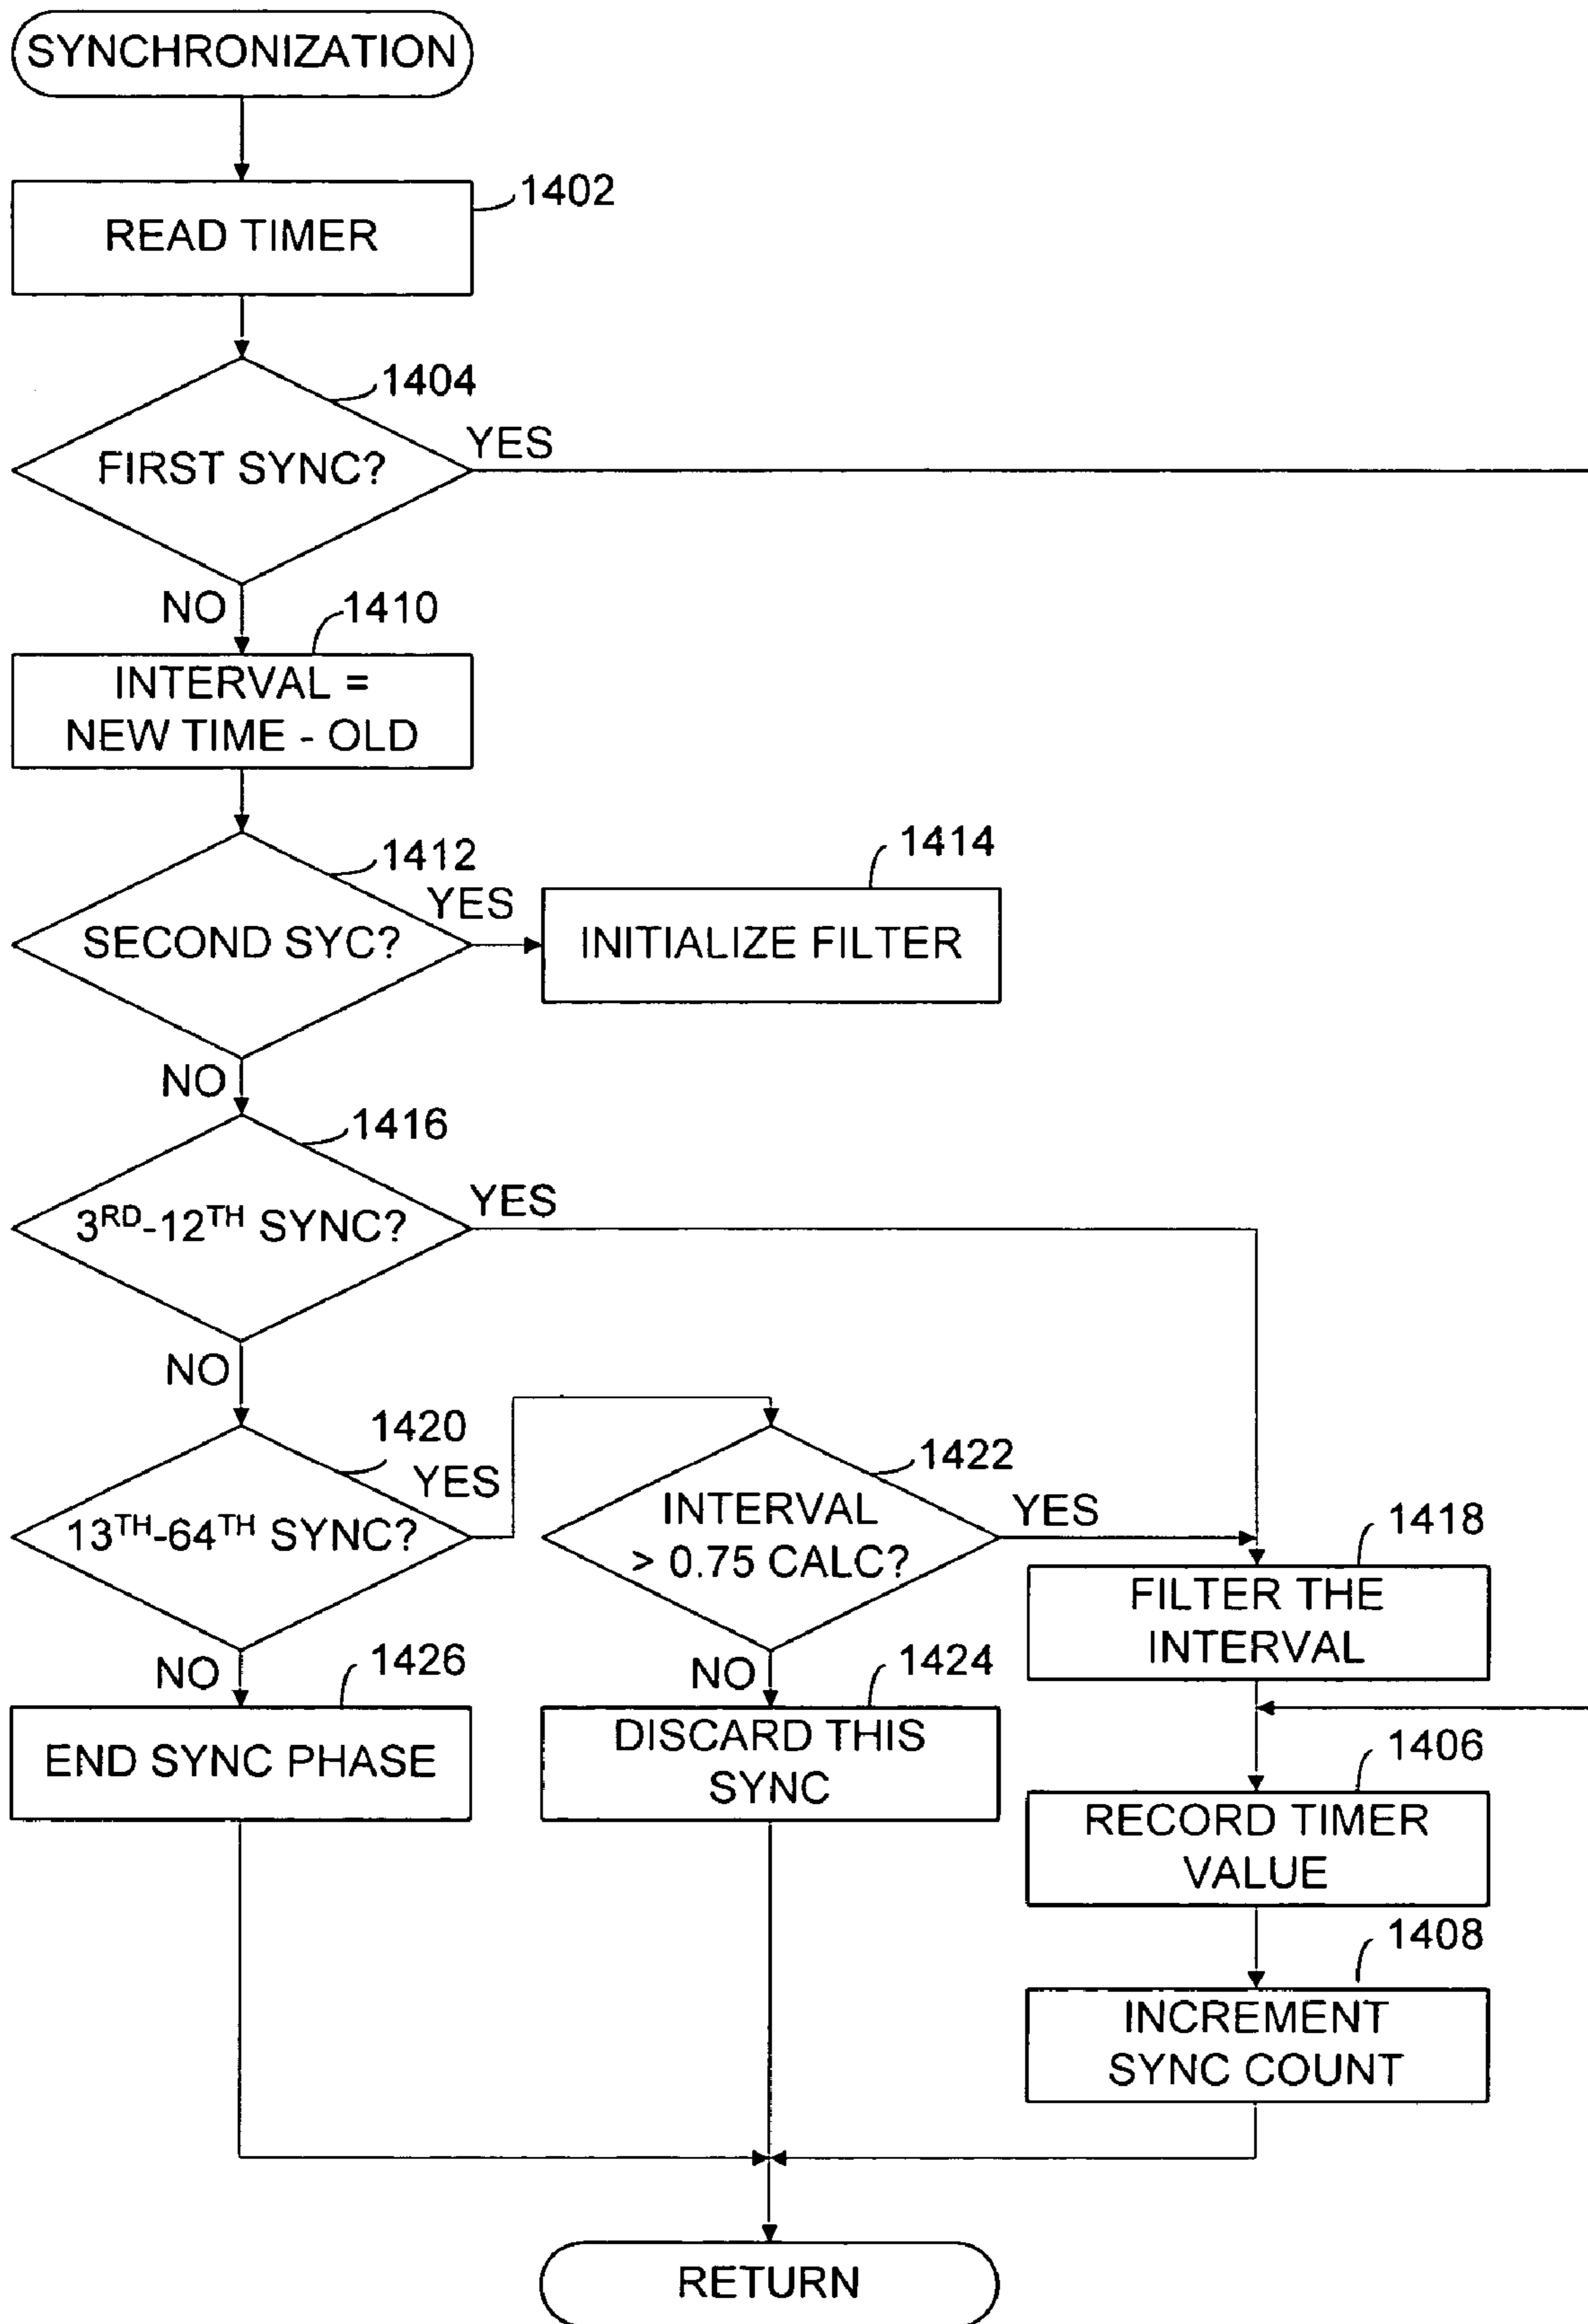 SYNCHRONIZATION
1402
READ TIMER
1404
YES
FIRST SYNC?
NO
1410
INTERVAL =
NEW TIME - OLD
1412
YES
SECOND SYC?
1414
INITIALIZE FILTER
NO
1416
YES
3RD-12TH SYNC?
NO
1420
YES
13TH-64TH SYNC?
1422
INTERVAL
> 0.75 CALC?
YES
1418
FILTER THE
INTERVAL
NO
1426
END SYNC PHASE
NO
1424
DISCARD THIS
SYNC
1406
RECORD TIMER
VALUE
1408
INCREMENT
SYNC COUNT
RETURN